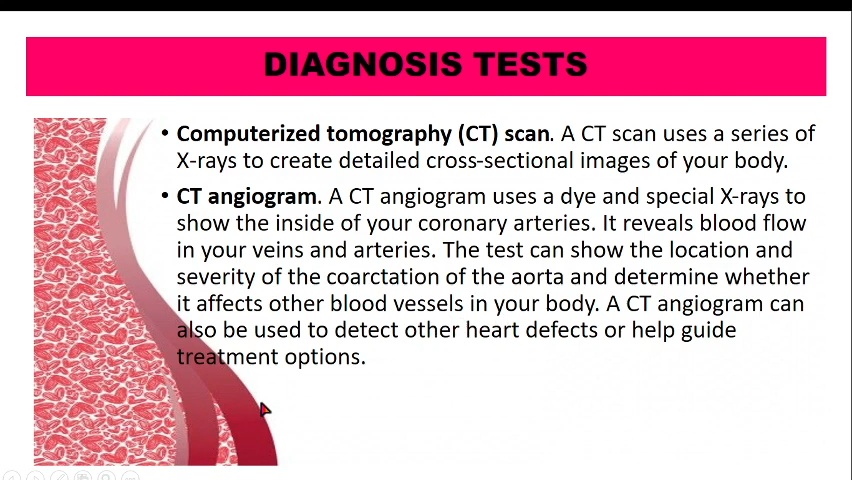 DIAGNOSIS TESTS
• Computerized tomography (CT) scan. A CT scan uses a series of
X-rays to create detailed cross-sectional images of your body.
• CT angiogram. A CT angiogram uses a dye and special X-rays to
show the inside of your coronary arteries. It reveals blood flow
in your veins and arteries. The test can show the location and
severity of the coarctation of the aorta and determine whether
it affects other blood vessels in your body. A CT angiogram can
also be used to detect other heart defects or help guide
treatment options.